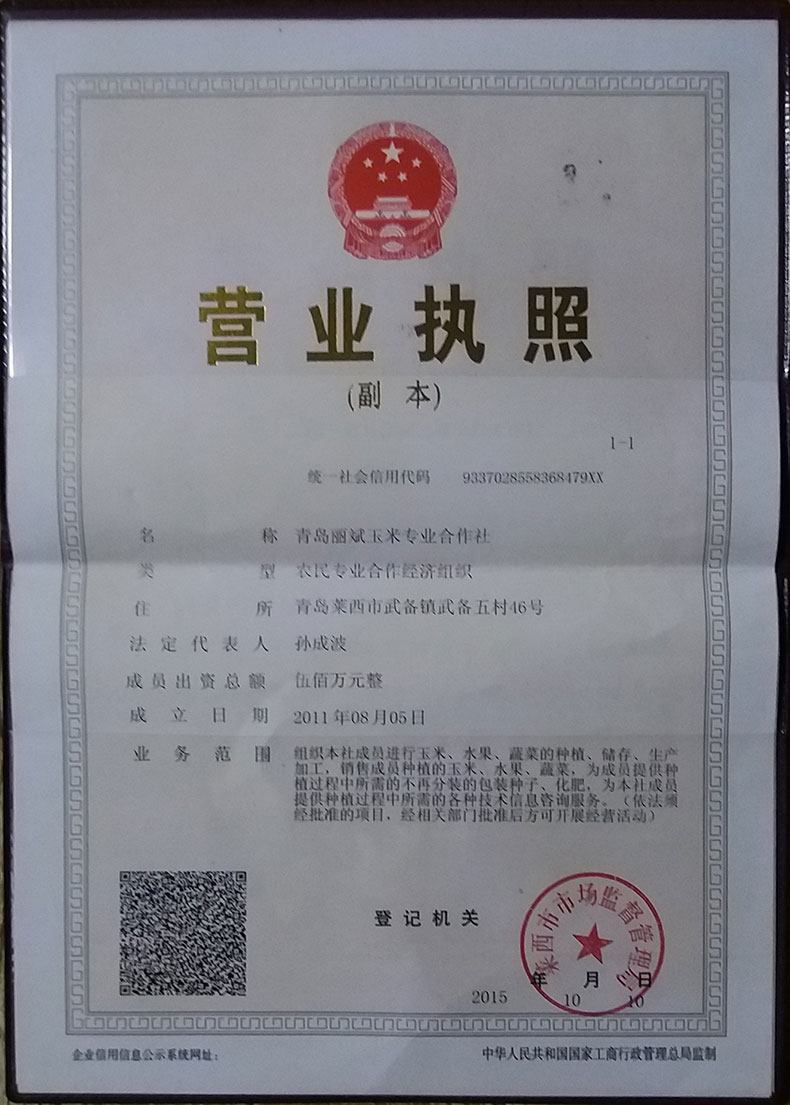 营业执照
(副 本)
1-1
统一社会信用代码 9337028558368479XX
名 称 青岛丽斌玉米专业合作社
类 型 农民专业合作经济组织
住 所 青岛莱西市武备镇武备五村46号
法定代表人 孙成波
成员出资总额 伍佰万元整
成立日期 2011年08月05日
业务范围 组织本社成员进行玉米、水果、蔬菜的种植、储存、生产
加工，销售成员种植的玉米、水果、蔬菜，为成员提供种
植过程中所需的不再分装的包装种子、化肥，为本社成员
提供种植过程中所需的各种技术信息咨询服务。（依法须
经批准的项目，经相关部门批准后方可开展经营活动）
登记机关
莱西市市场监督管理局
年 月 日
2015 10 10
企业信用信息公示系统网址：
中华人民共和国国家工商行政管理总局监制